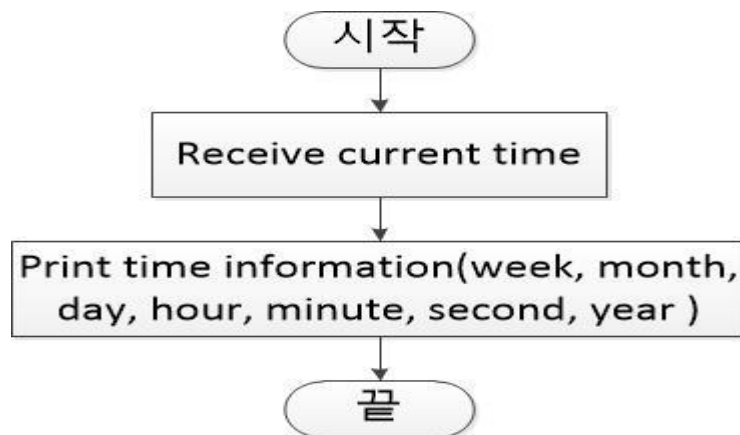 시작
Receive current time
Print time information(week, month,
day, hour, minute, second, year )
끝